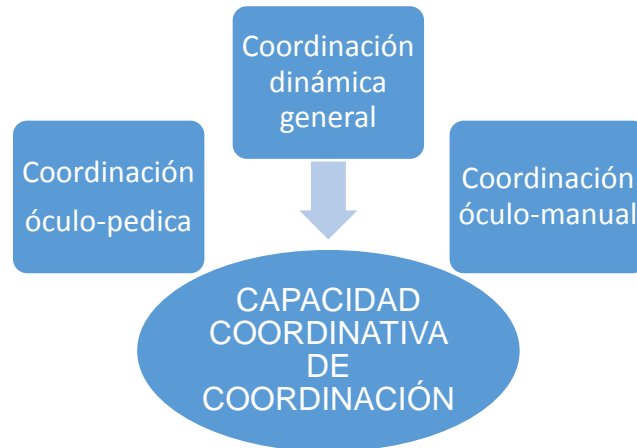 Coordinación
dinámica
general
Coordinación
óculo-pedica
Coordinación
óculo-manual
CAPACIDAD
COORDINATIVA
DE
COORDINACIÓN